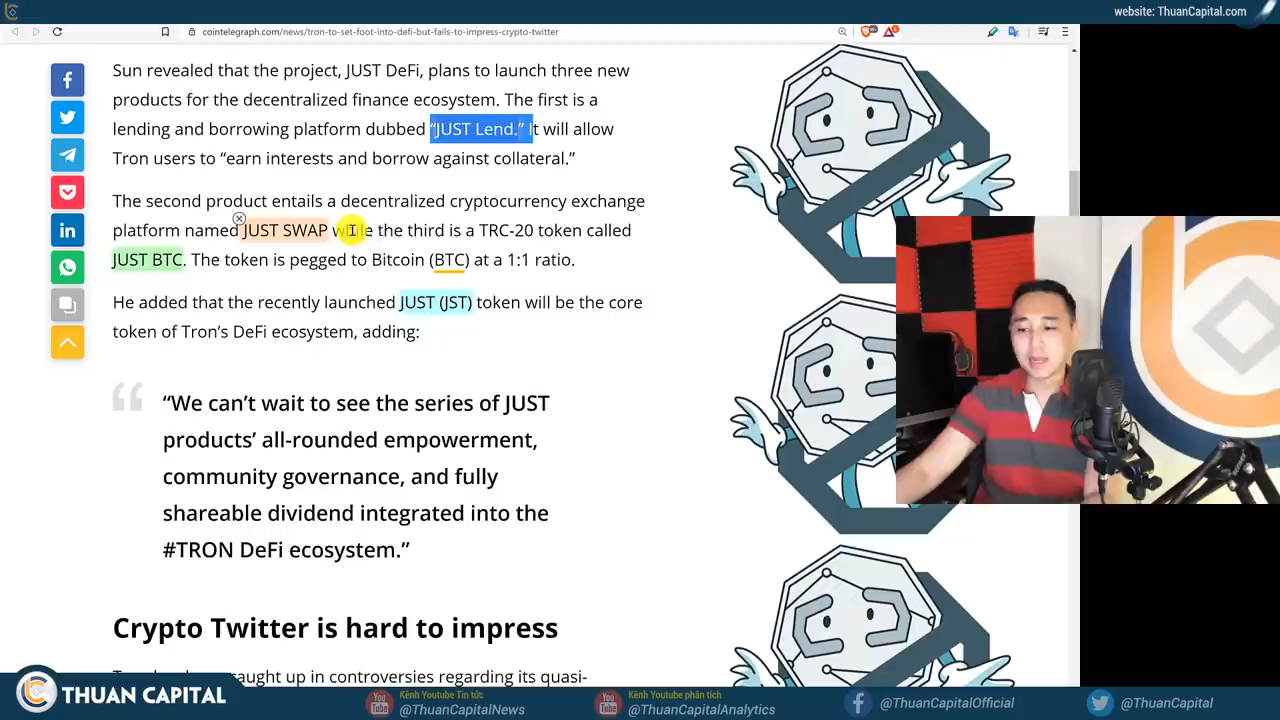 website: ThuanCapital.com
cointelegraph.com/news/tron-to-set-foot-into-defi-but-fails-to-impress-crypto-twitter
Sun revealed that the project, JUST DeFi, plans to launch three new
products for the decentralized finance ecosystem. The first is a
lending and borrowing platform dubbed “JUST Lend.” It will allow
Tron users to “earn interests and borrow against collateral.”
The second product entails a decentralized cryptocurrency exchange
platform named JUST SWAP while the third is a TRC-20 token called
JUST BTC. The token is pegged to Bitcoin (BTC) at a 1:1 ratio.
He added that the recently launched JUST (JST) token will be the core
token of Tron’s DeFi ecosystem, adding:
“We can’t wait to see the series of JUST
products’ all-rounded empowerment,
community governance, and fully
shareable dividend integrated into the
#TRON DeFi ecosystem.”
Crypto Twitter is hard to impress
caught up in controversies regarding its quasi-
THUAN CAPITAL
Kênh Youtube Tin tức
@ThuanCapitalNews
Kênh Youtube phân tích
@ThuanCapitalAnalytics
@ThuanCapitalOfficial
@ThuanCapital